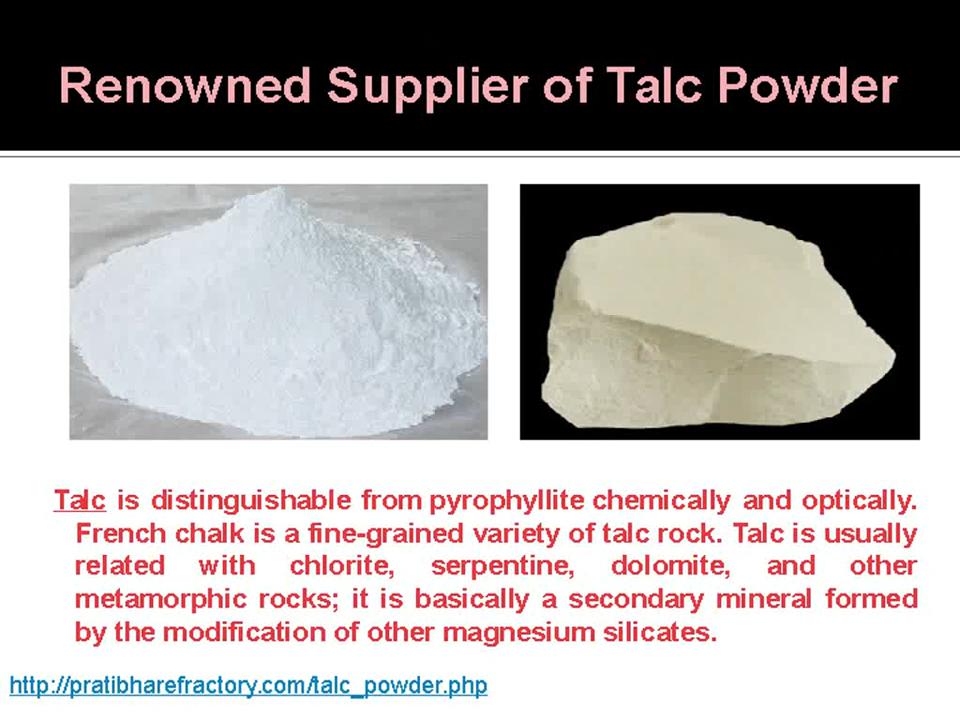 Renowned Supplier of Talc Powder
Talc is distinguishable from pyrophyllite chemically and optically.
French chalk is a fine-grained variety of talc rock. Talc is usually
related with chlorite, serpentine, dolomite, and other
metamorphic rocks; it is basically a secondary mineral formed
by the modification of other magnesium silicates.
http://pratibharefractory.com/talc_powder.php